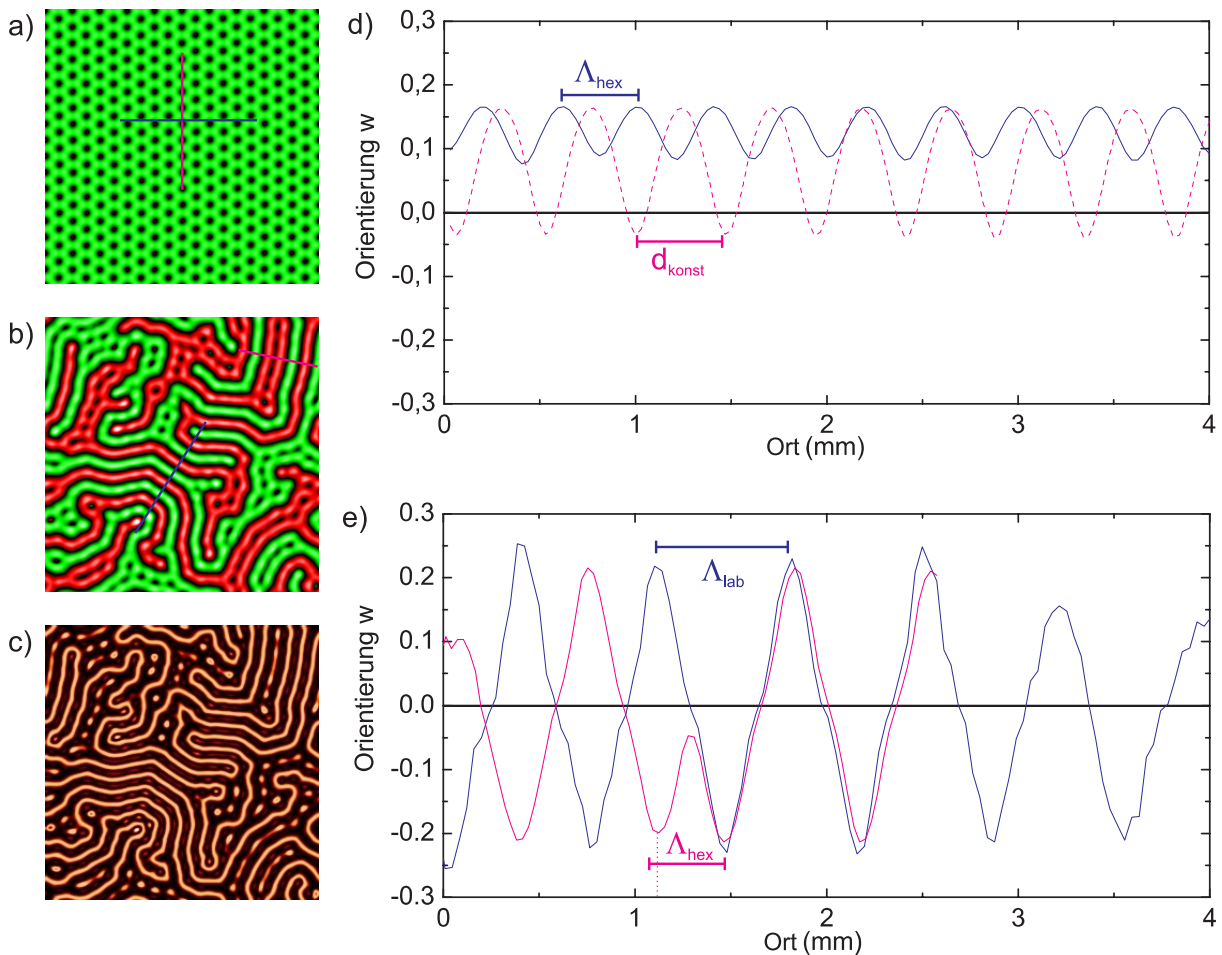 a)
b)
c)
d)
0,3
0,2
0,1
0.0
-0,1
-0,2
-0,3
Orientierung w
Λhex
dkonst
0
1
2
3
4
Ort (mm)
e)
0.3
0.2
0.1
0.0
-0.1
-0.2
-0.3
Orientierung w
Λlab
Λhex
0
1
2
3
4
Ort (mm)